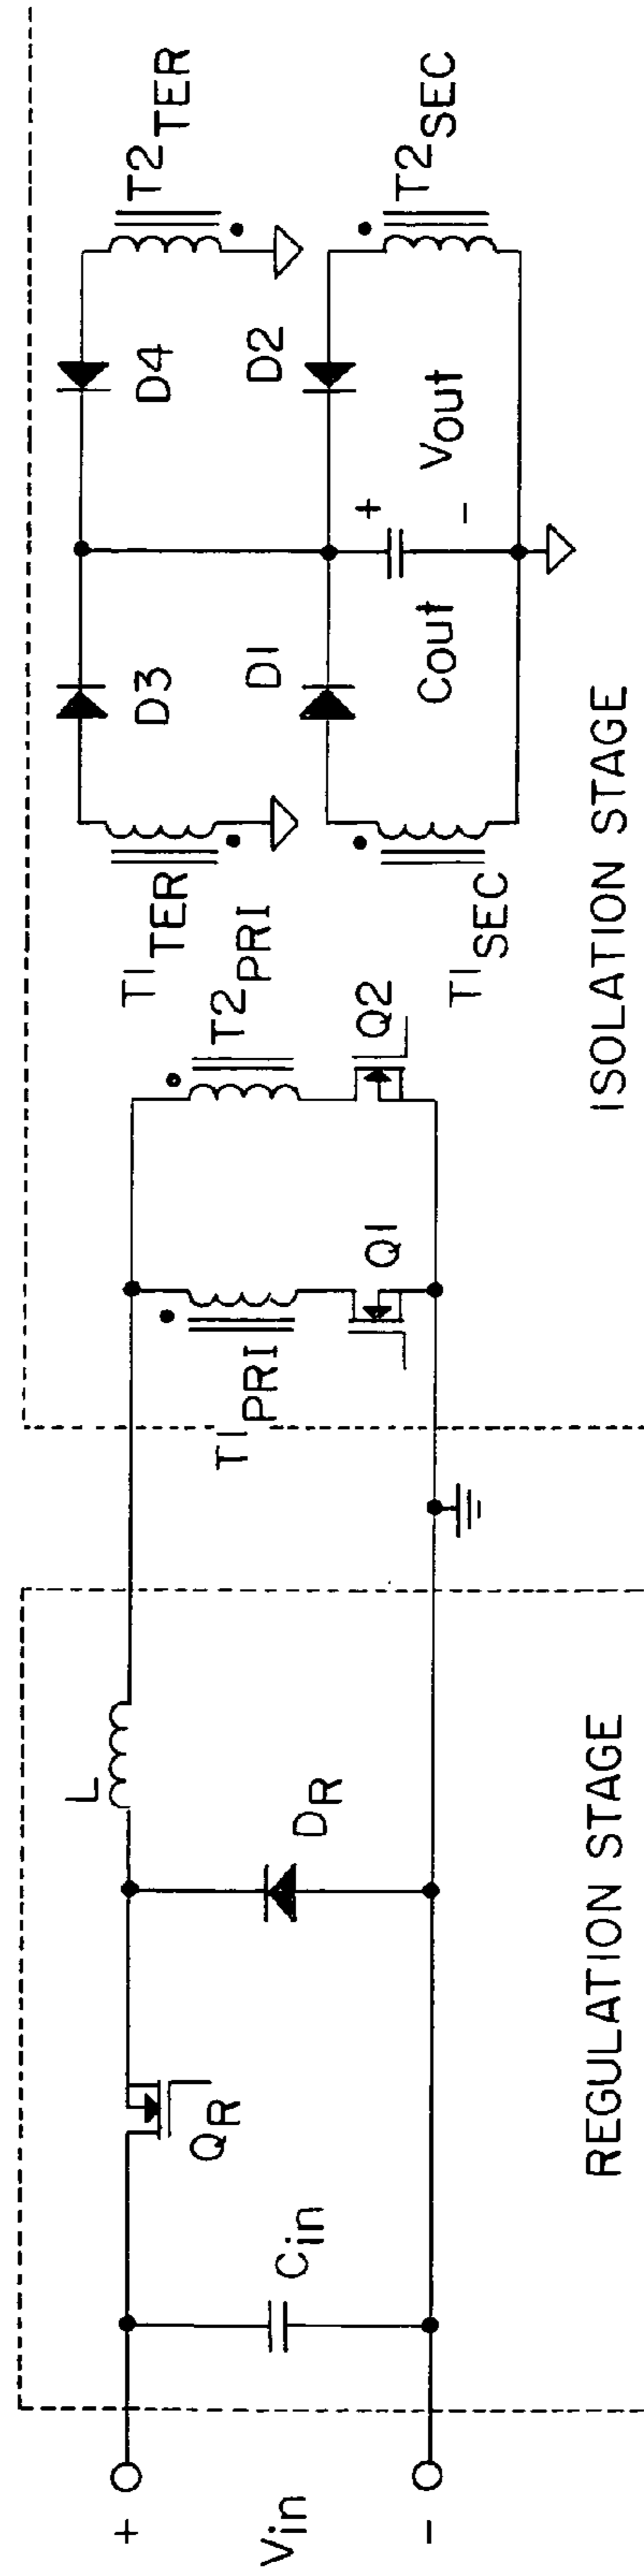 +
Vin
-
Cin
QR
L
DR
REGULATION STAGE
T1PRI
Q1
T2PRI
Q2
T1TER
T1SEC
D3
D1
Cout
+
Vout
-
D4
D2
T2TER
T2SEC
ISOLATION STAGE